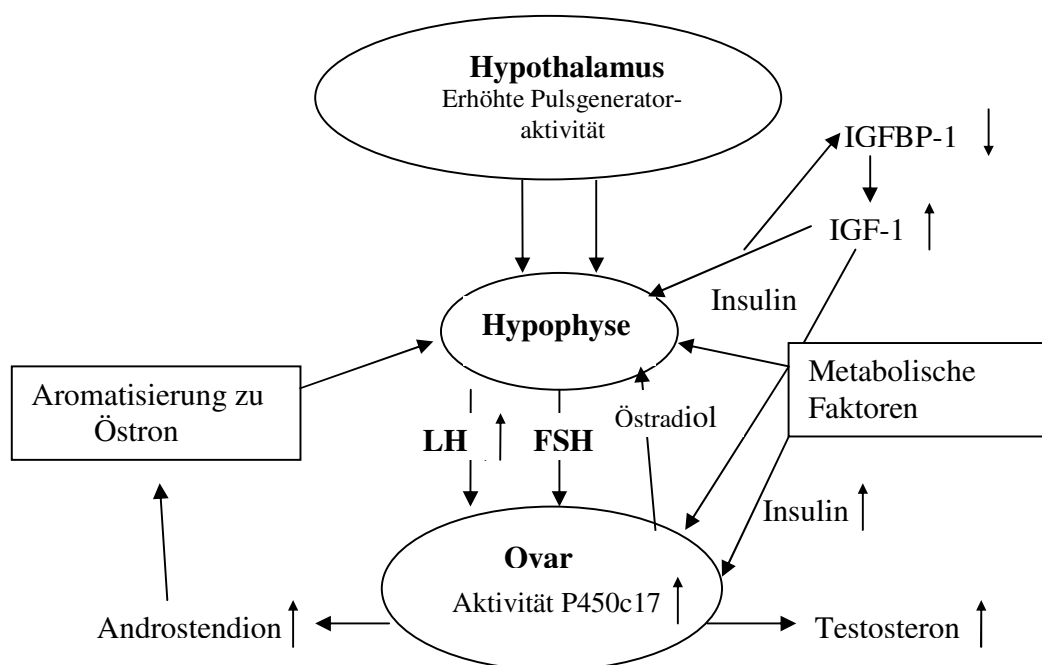 Hypothalamus
Erhöhte Pulsgenerator-
aktivität
IGFBP-1
IGF-1
Insulin
Hypophyse
Metabolische
Faktoren
Aromatisierung zu
Östron
Östradiol
LH
FSH
Insulin
Ovar
Aktivität P450c17
Androstendion
Testosteron